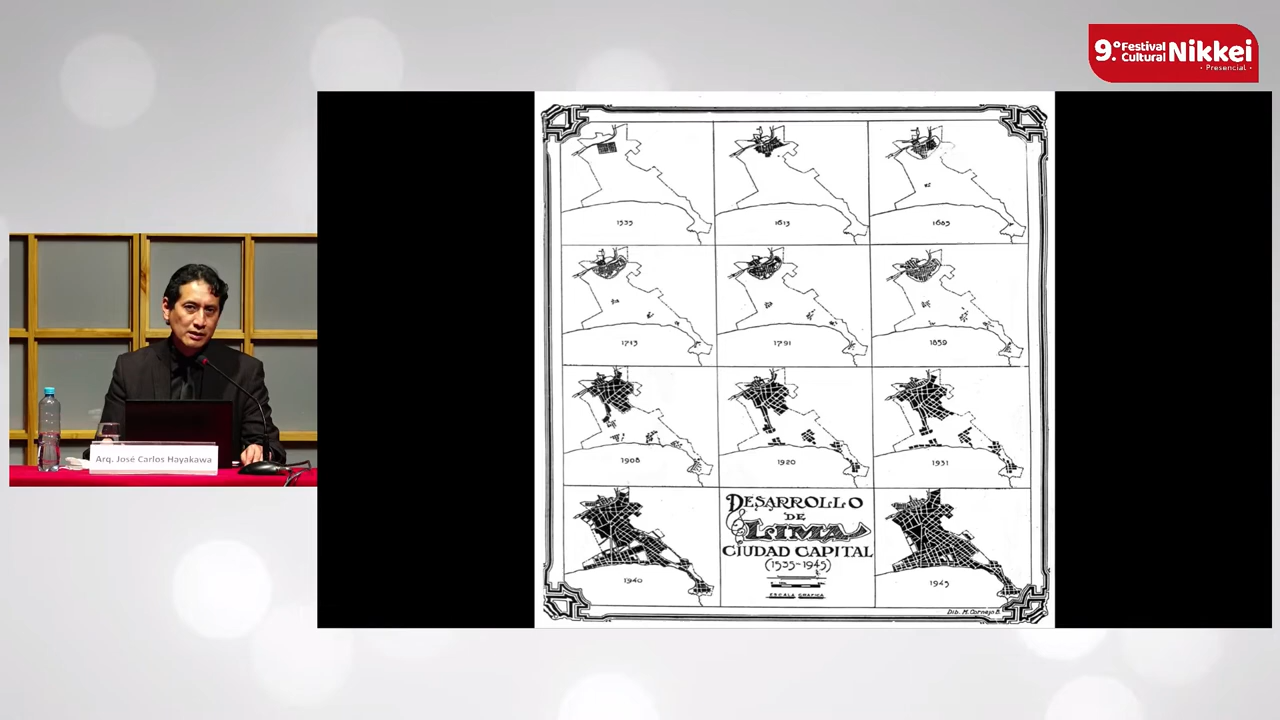 9.º Festival Cultural Nikkei
• Presencial •
Arq. José Carlos Hayakawa
1535
1613
1685
1713
1791
1859
1908
1920
1931
1940
DESARROLLO
DE
LIMA
CIUDAD CAPITAL
(1535-1945)
ESCALA GRAFICA
1945
Dib. M. Cornejo B.